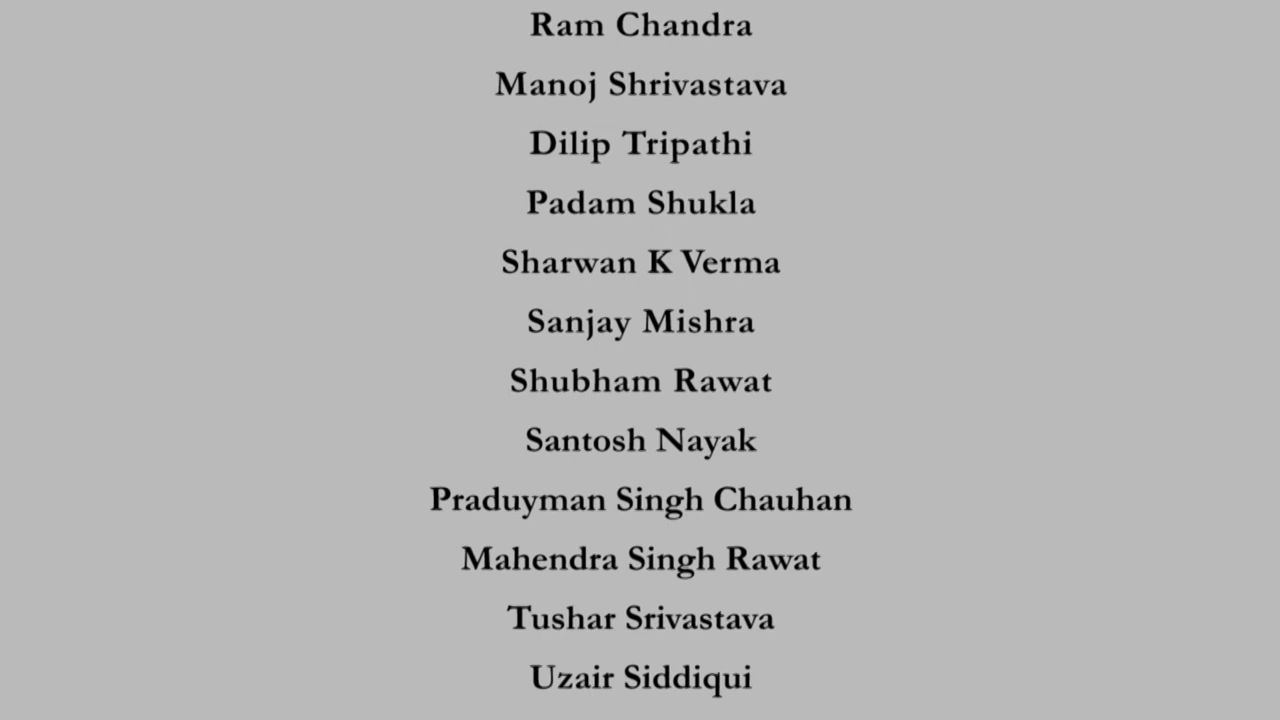 Ram Chandra
Manoj Shrivastava
Dilip Tripathi
Padam Shukla
Sharwan K Verma
Sanjay Mishra
Shubham Rawat
Santosh Nayak
Praduyman Singh Chauhan
Mahendra Singh Rawat
Tushar Srivastava
Uzair Siddiqui